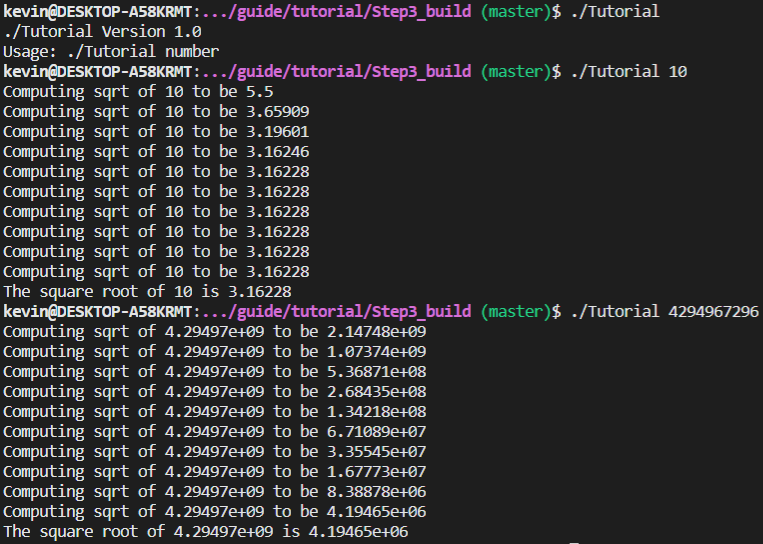 kevin@DESKTOP-A58KRMT:.../guide/tutorial/Step3_build (master)$ ./Tutorial
./Tutorial Version 1.0
Usage: ./Tutorial number
kevin@DESKTOP-A58KRMT:.../guide/tutorial/Step3_build (master)$ ./Tutorial 10
Computing sqrt of 10 to be 5.5
Computing sqrt of 10 to be 3.65909
Computing sqrt of 10 to be 3.19601
Computing sqrt of 10 to be 3.16246
Computing sqrt of 10 to be 3.16228
Computing sqrt of 10 to be 3.16228
Computing sqrt of 10 to be 3.16228
Computing sqrt of 10 to be 3.16228
Computing sqrt of 10 to be 3.16228
Computing sqrt of 10 to be 3.16228
The square root of 10 is 3.16228
kevin@DESKTOP-A58KRMT:.../guide/tutorial/Step3_build (master)$ ./Tutorial 4294967296
Computing sqrt of 4.29497e+09 to be 2.14748e+09
Computing sqrt of 4.29497e+09 to be 1.07374e+09
Computing sqrt of 4.29497e+09 to be 5.36871e+08
Computing sqrt of 4.29497e+09 to be 2.68435e+08
Computing sqrt of 4.29497e+09 to be 1.34218e+08
Computing sqrt of 4.29497e+09 to be 6.71089e+07
Computing sqrt of 4.29497e+09 to be 3.35545e+07
Computing sqrt of 4.29497e+09 to be 1.67773e+07
Computing sqrt of 4.29497e+09 to be 8.38878e+06
Computing sqrt of 4.29497e+09 to be 4.19465e+06
The square root of 4.29497e+09 is 4.19465e+06